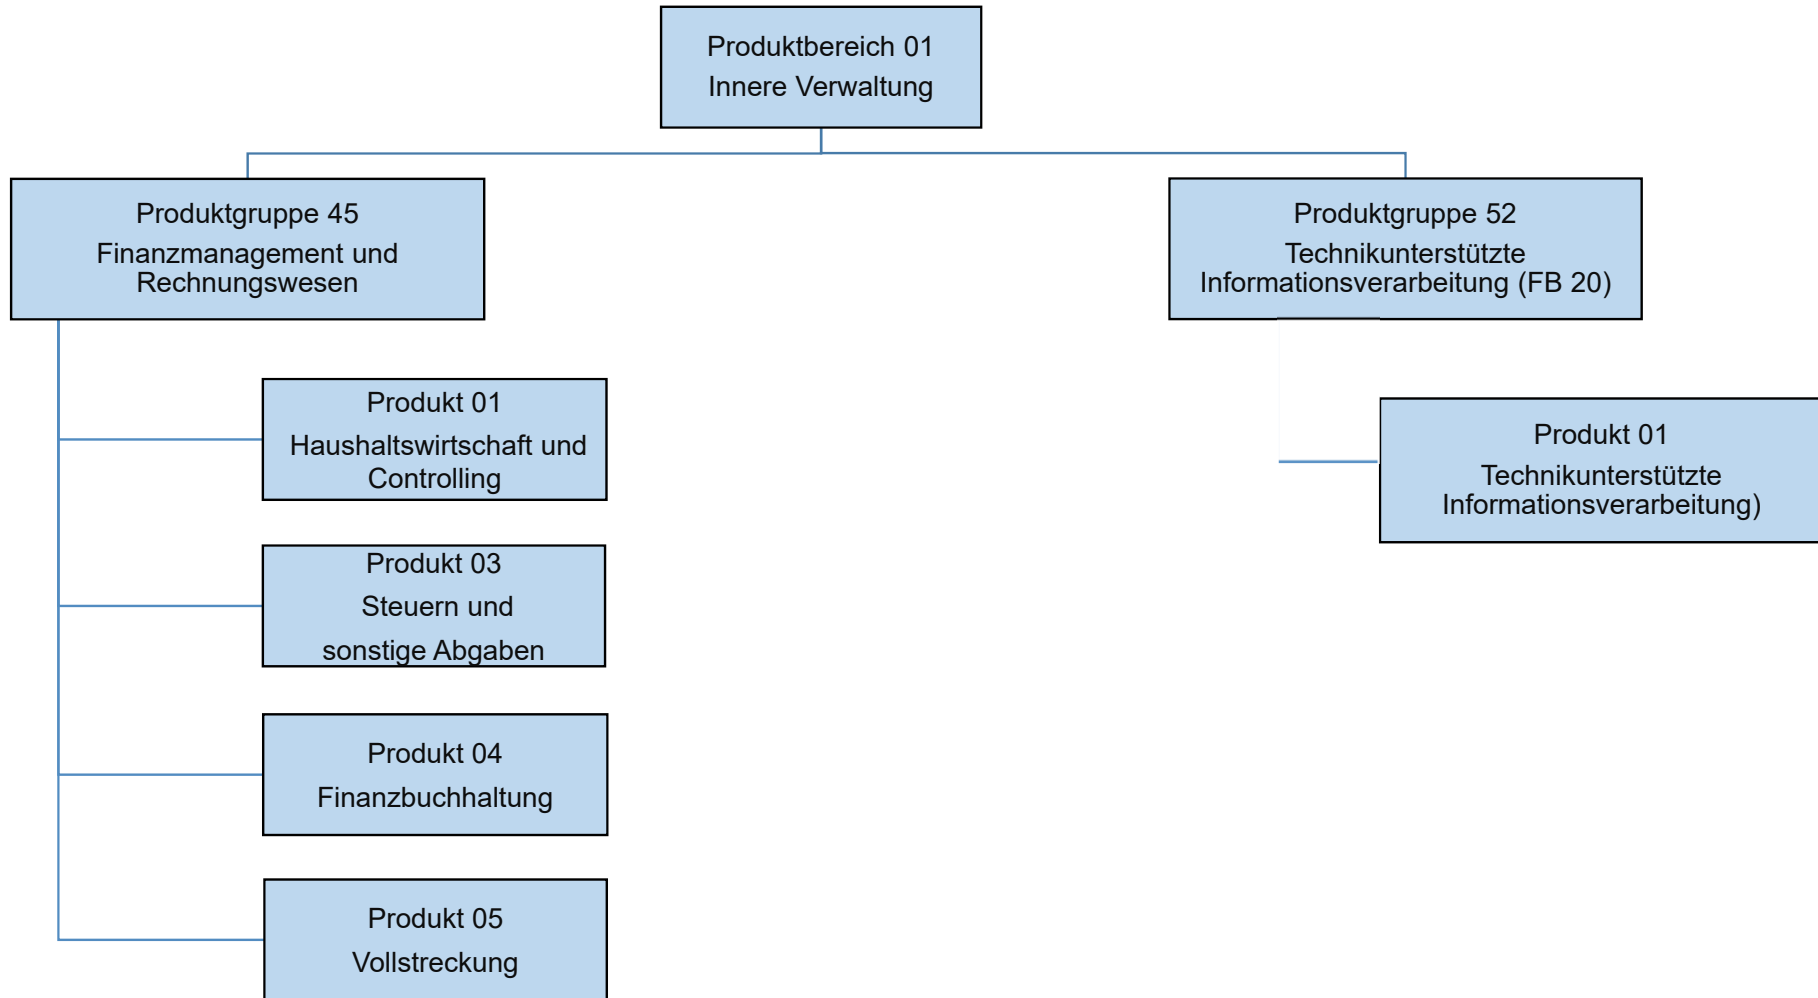 Produktbereich 01
Innere Verwaltung
Produktgruppe 45
Finanzmanagement und
Rechnungswesen
Produktgruppe 52
Technikunterstützte
Informationsverarbeitung (FB 20)
Produkt 01
Haushaltswirtschaft und
Controlling
Produkt 01
Technikunterstützte
Informationsverarbeitung)
Produkt 03
Steuern und
sonstige Abgaben
Produkt 04
Finanzbuchhaltung
Produkt 05
Vollstreckung